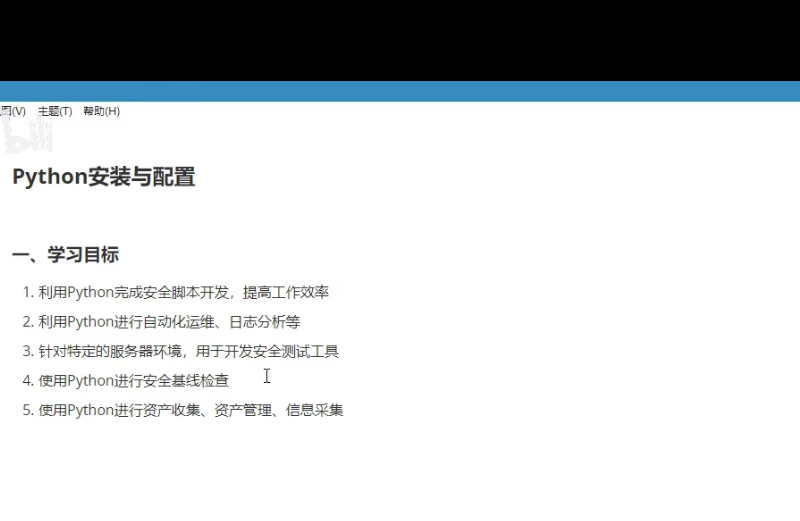 图(V) 主题(T) 帮助(H)
Python安装与配置
一、学习目标
1. 利用Python完成安全脚本开发，提高工作效率
2. 利用Python进行自动化运维、日志分析等
3. 针对特定的服务器环境，用于开发安全测试工具
4. 使用Python进行安全基线检查
5. 使用Python进行资产收集、资产管理、信息采集